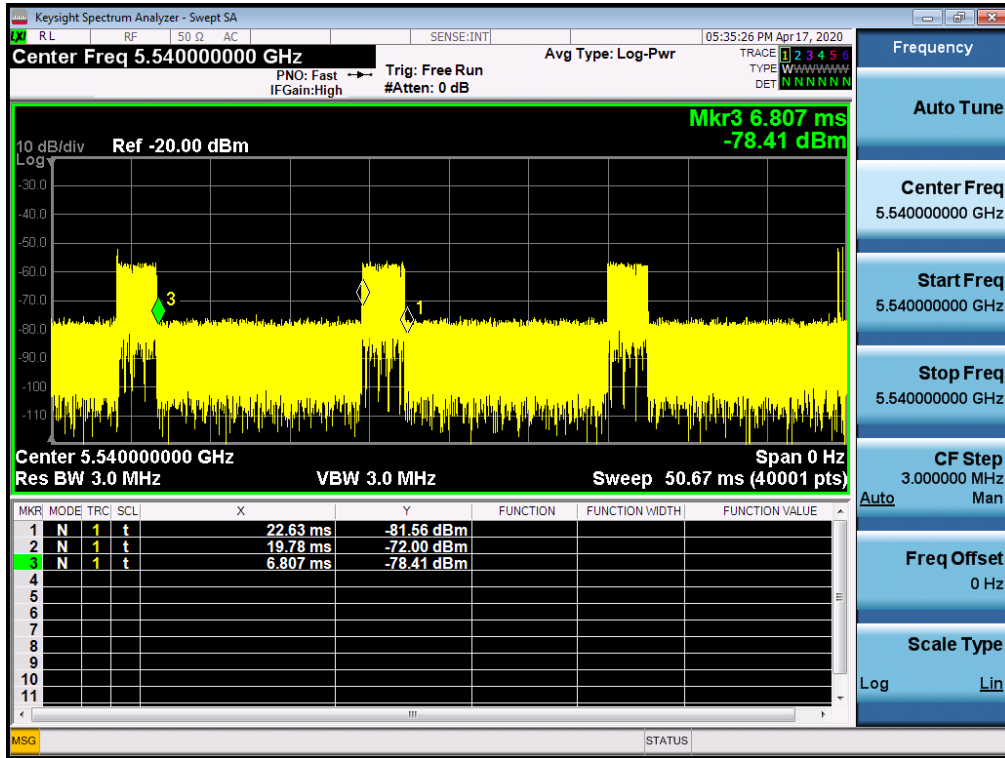 Keysight Spectrum Analyzer - Swept SA
LXI RL RF 50 Ω AC SENSE:INT 05:35:26 PM Apr 17, 2020
Center Freq 5.540000000 GHz Avg Type: Log-Pwr TRACE 1 2 3 4 5 6
PNO: Fast Trig: Free Run TYPE WWWWWW
IFGain:High #Atten: 0 dB DET N N N N N N
Mkr3 6.807 ms
-78.41 dBm
10 dB/div Ref -20.00 dBm
Log
-30.0
-40.0
-50.0
-60.0
-70.0
-80.0
-90.0
-100
-110
3
1
Center 5.540000000 GHz Span 0 Hz
Res BW 3.0 MHz VBW 3.0 MHz Sweep 50.67 ms (40001 pts)
MKR MODE TRC SCL X Y FUNCTION FUNCTION WIDTH FUNCTION VALUE
1 N 1 t 22.63 ms -81.56 dBm
2 N 1 t 19.78 ms -72.00 dBm
3 N 1 t 6.807 ms -78.41 dBm
4
5
6
7
8
9
10
11
MSG STATUS
Frequency
Auto Tune
Center Freq
5.540000000 GHz
Start Freq
5.540000000 GHz
Stop Freq
5.540000000 GHz
CF Step
3.000000 MHz
Auto Man
Freq Offset
0 Hz
Scale Type
Log Lin